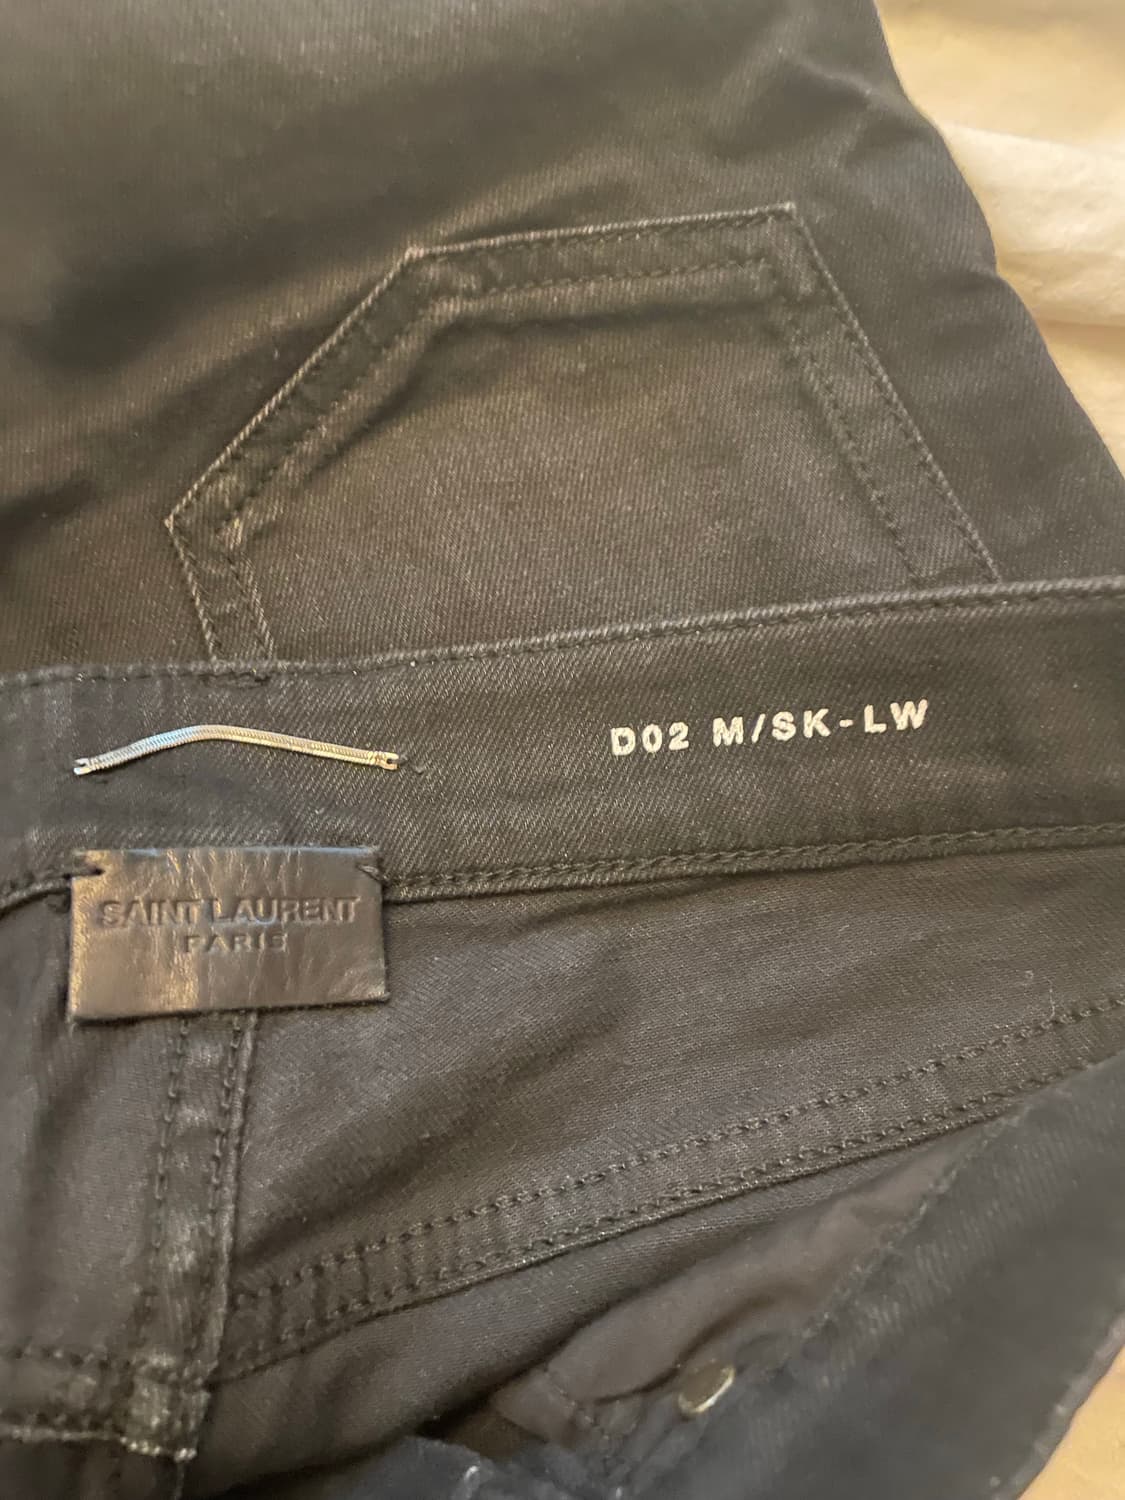 D02 M/SK-LW
SAINT LAURENT
PARIS